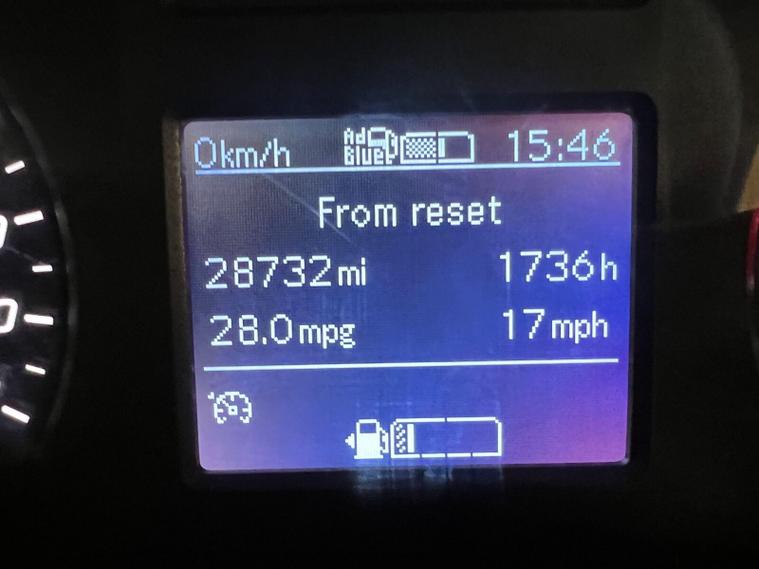 0km/h AdBlue 15:46
From reset
28732mi 1736h
28.0mpg 17mph